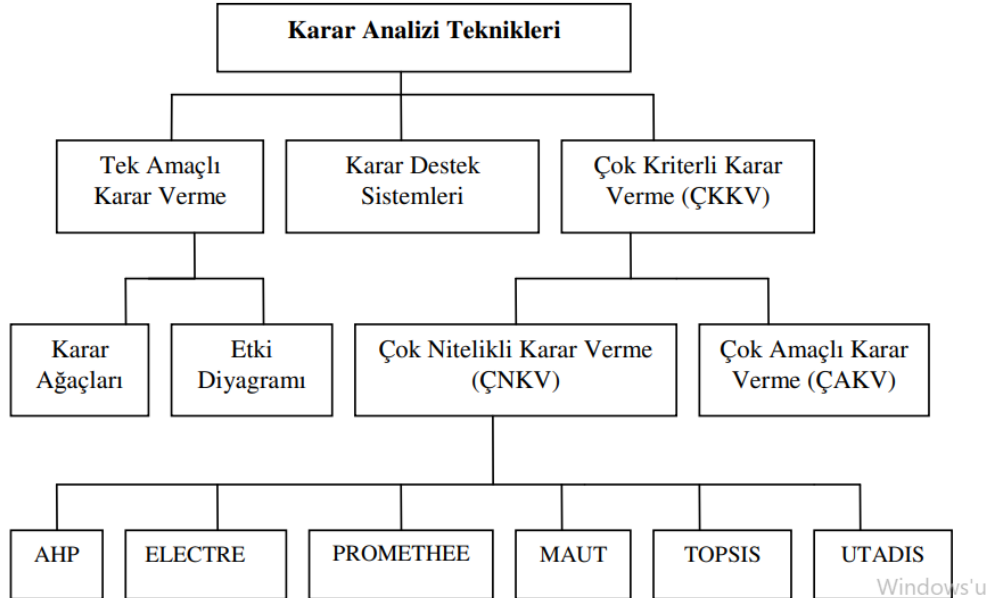 Karar Analizi Teknikleri
Tek Amaçlı
Karar Verme
Karar Destek
Sistemleri
Çok Kriterli Karar
Verme (ÇKKV)
Karar
Ağaçları
Etki
Diyagramı
Çok Nitelikli Karar Verme
(ÇNKV)
Çok Amaçlı Karar
Verme (ÇAKV)
AHP
ELECTRE
PROMETHEE
MAUT
TOPSIS
UTADIS
Windows'u